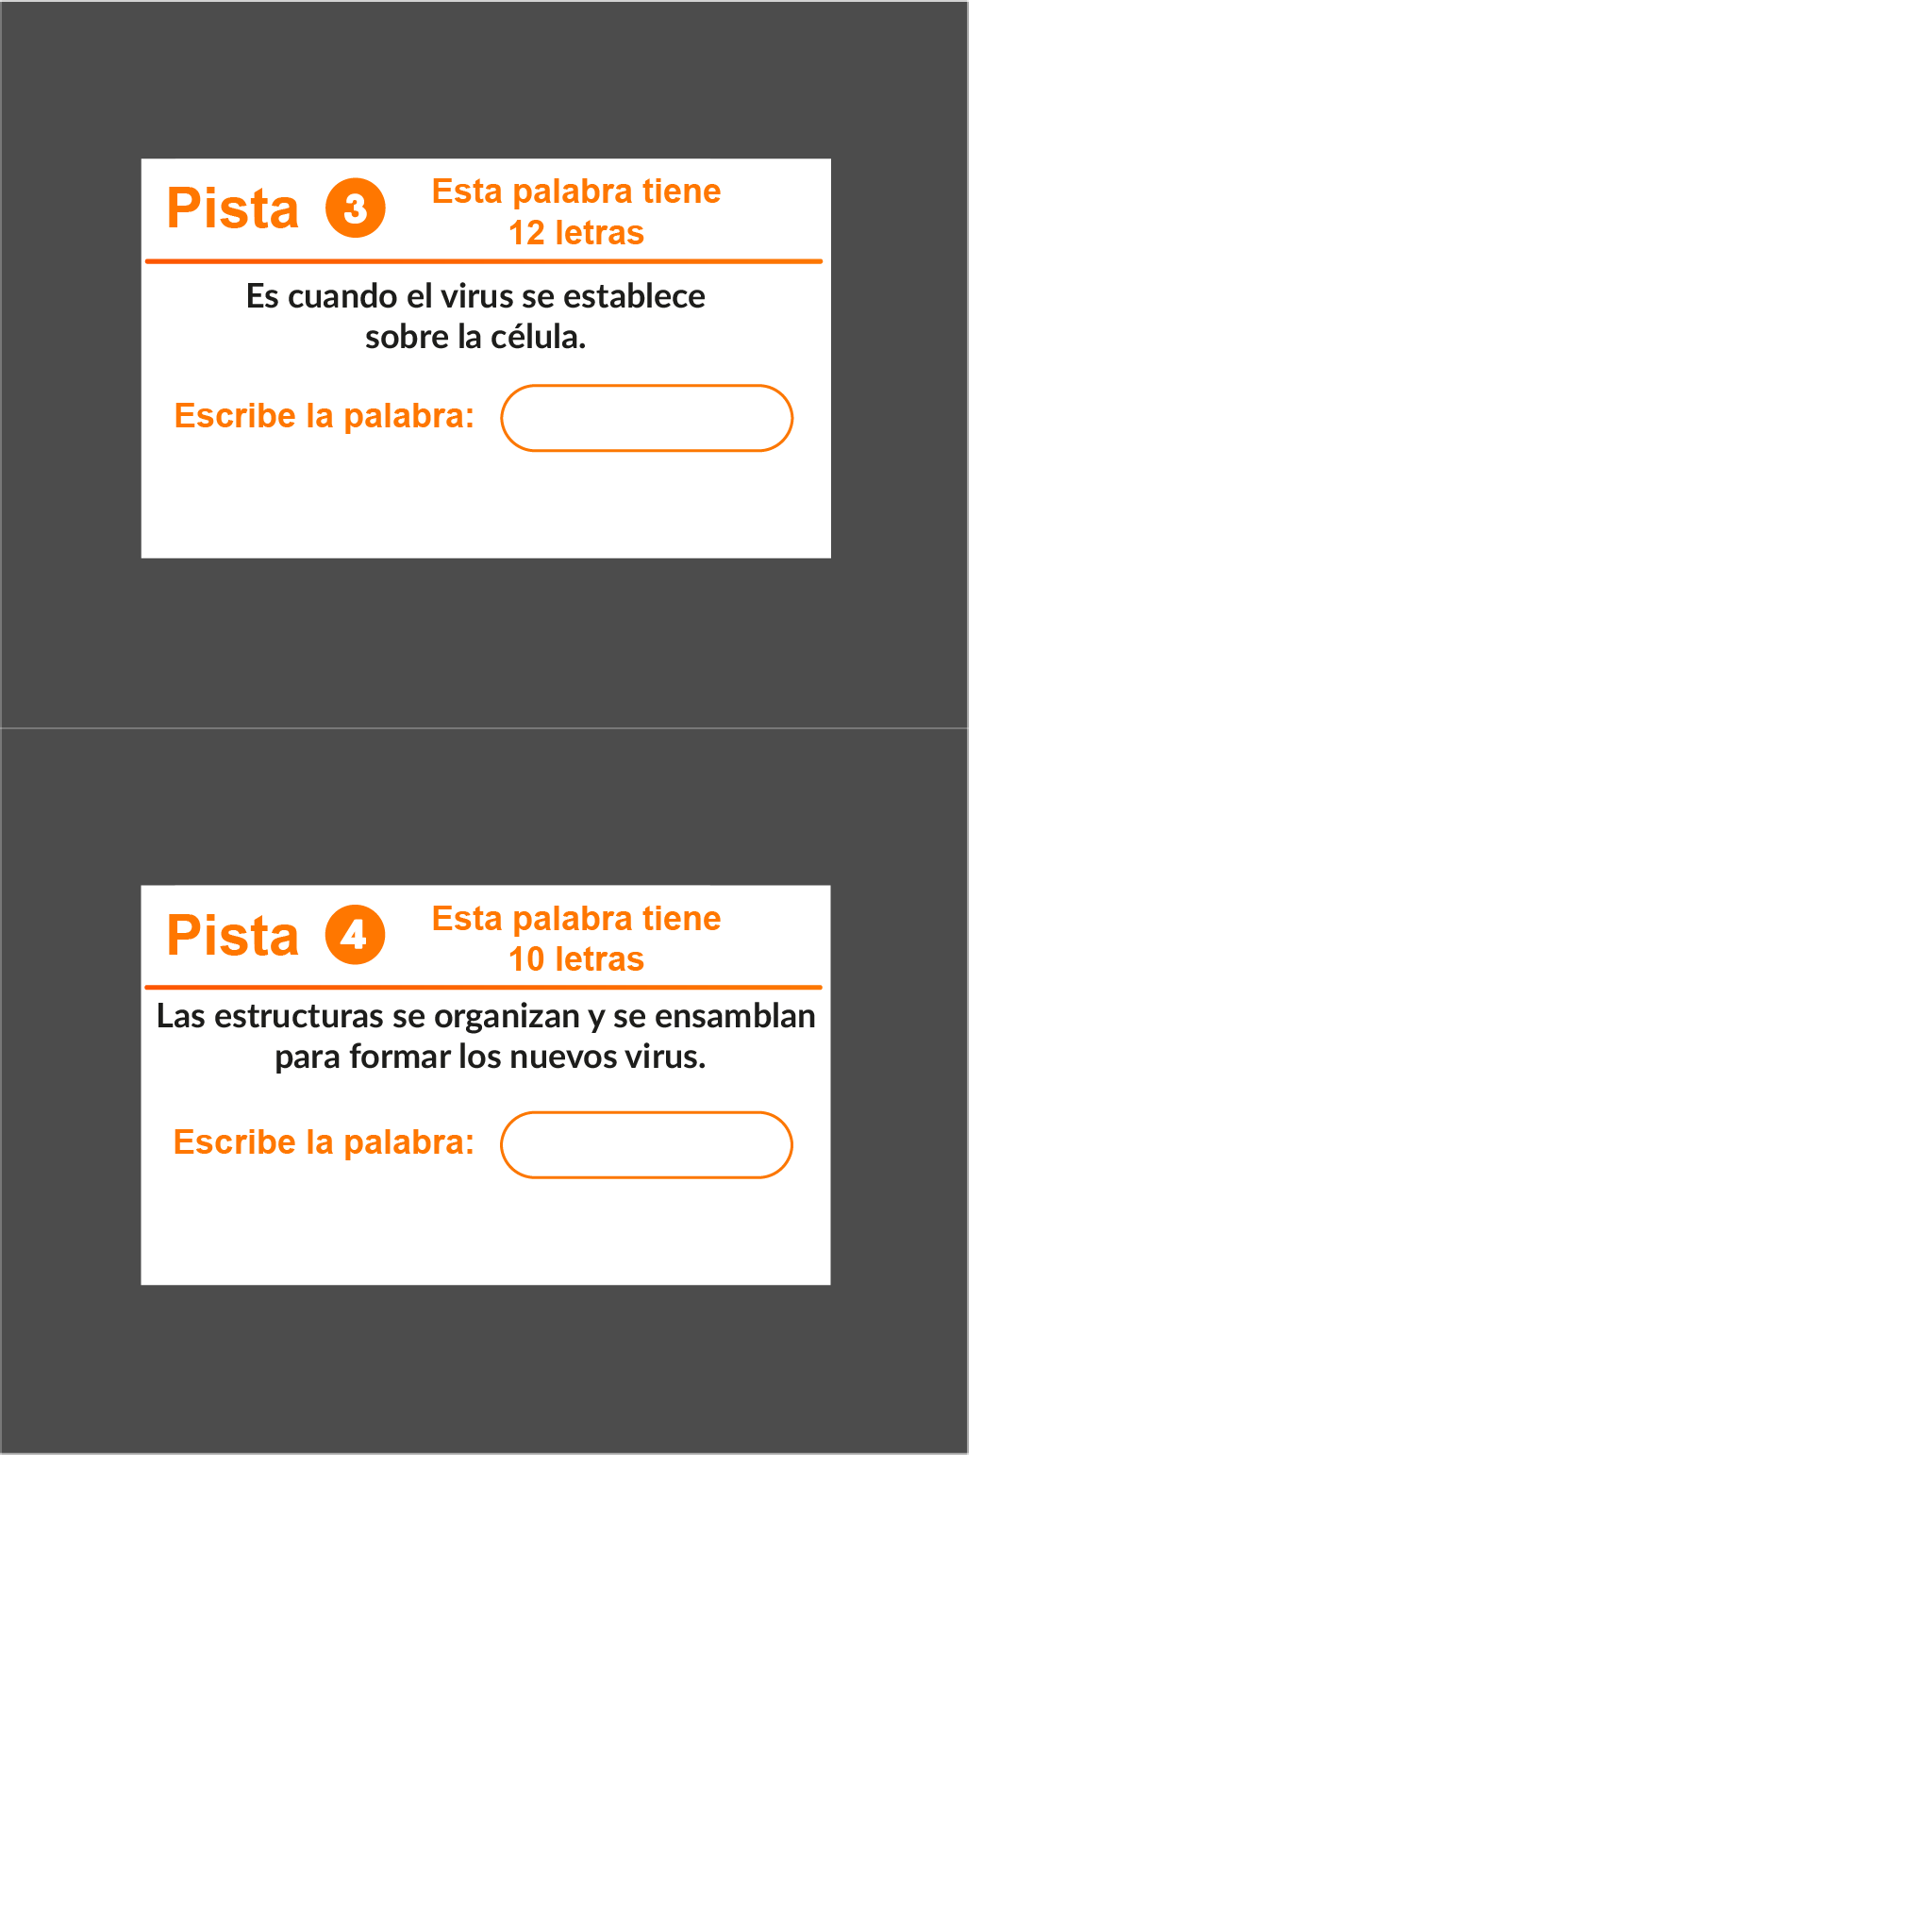 Pista 3
Esta palabra tiene
12 letras
Es cuando el virus se establece
sobre la célula.
Escribe la palabra:
Pista 4
Esta palabra tiene
10 letras
Las estructuras se organizan y se ensamblan
para formar los nuevos virus.
Escribe la palabra: